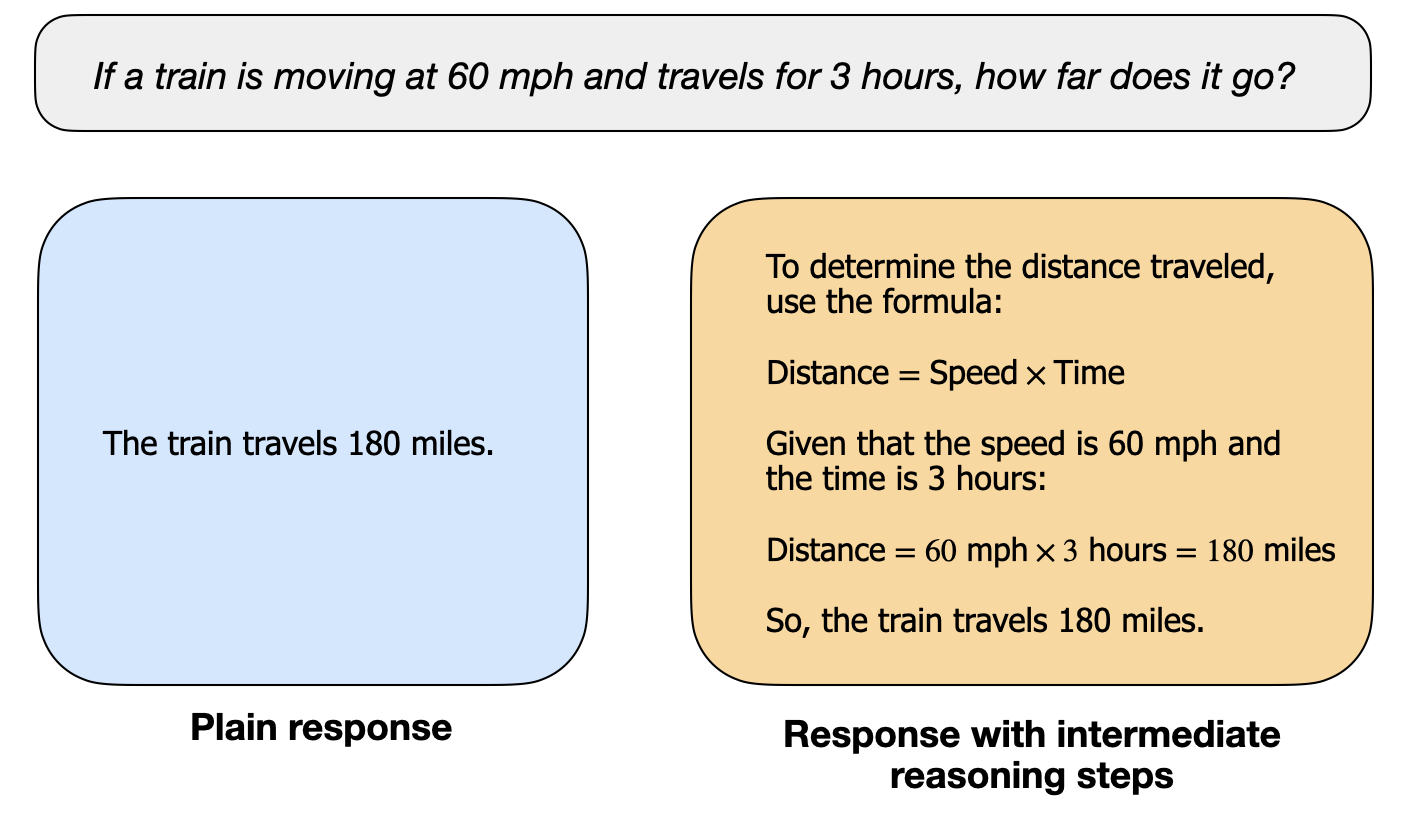 If a train is moving at 60 mph and travels for 3 hours, how far does it go?
The train travels 180 miles.
Plain response
To determine the distance traveled,
use the formula:
Distance = Speed × Time
Given that the speed is 60 mph and
the time is 3 hours:
Distance = 60 mph × 3 hours = 180 miles
So, the train travels 180 miles.
Response with intermediate
reasoning steps